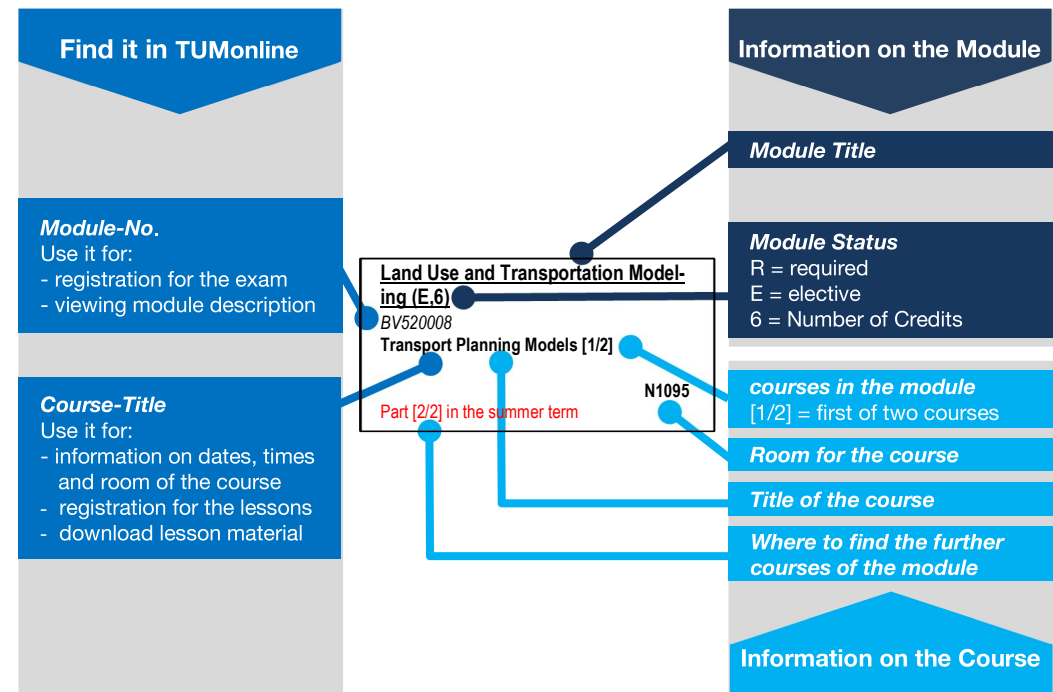 Find it in TUMonline
Module-No.
Use it for:
- registration for the exam
- viewing module description
Course-Title
Use it for:
- information on dates, times
and room of the course
- registration for the lessons
- download lesson material
Land Use and Transportation Model-
ing (E,6)
BV520008
Transport Planning Models [1/2]
N1095
Part [2/2] in the summer term
Information on the Module
Module Title
Module Status
R = required
E = elective
6 = Number of Credits
courses in the module
[1/2] = first of two courses
Room for the course
Title of the course
Where to find the further
courses of the module
Information on the Course